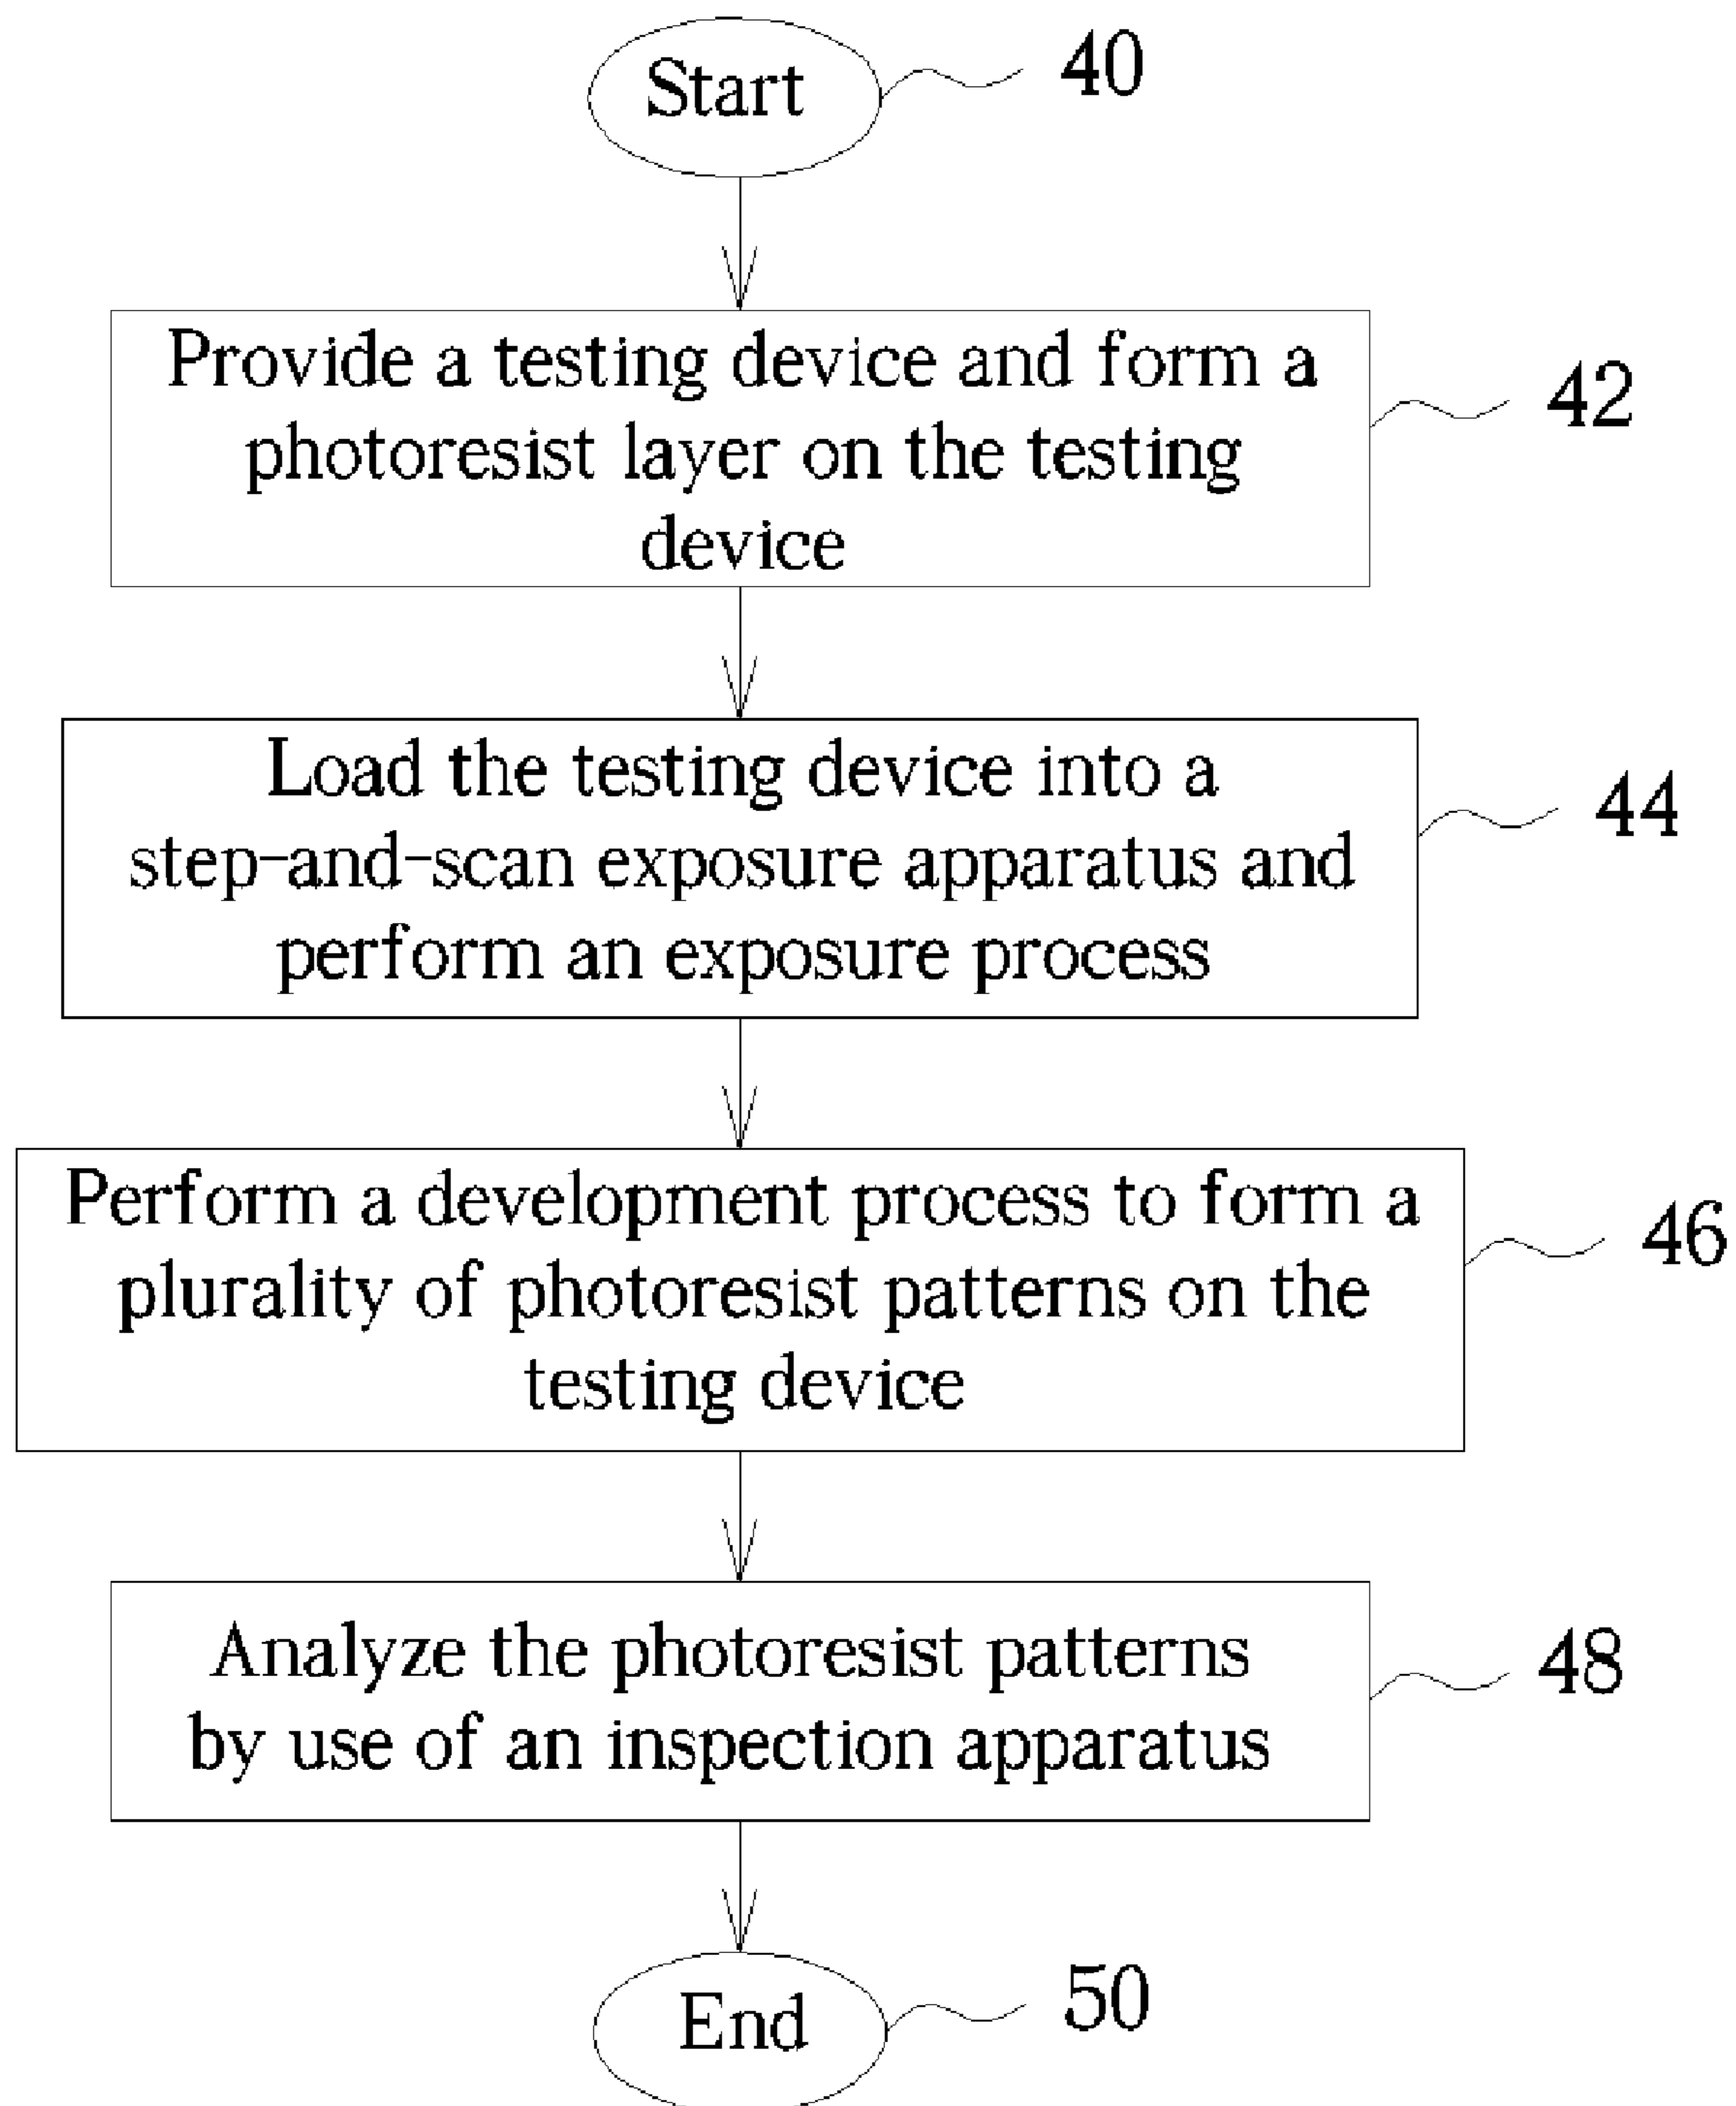 Start
40
Provide a testing device and form a
photoresist layer on the testing
device
42
Load the testing device into a
step-and-scan exposure apparatus and
perform an exposure process
44
Perform a development process to form a
plurality of photoresist patterns on the
testing device
46
Analyze the photoresist patterns
by use of an inspection apparatus
48
End
50